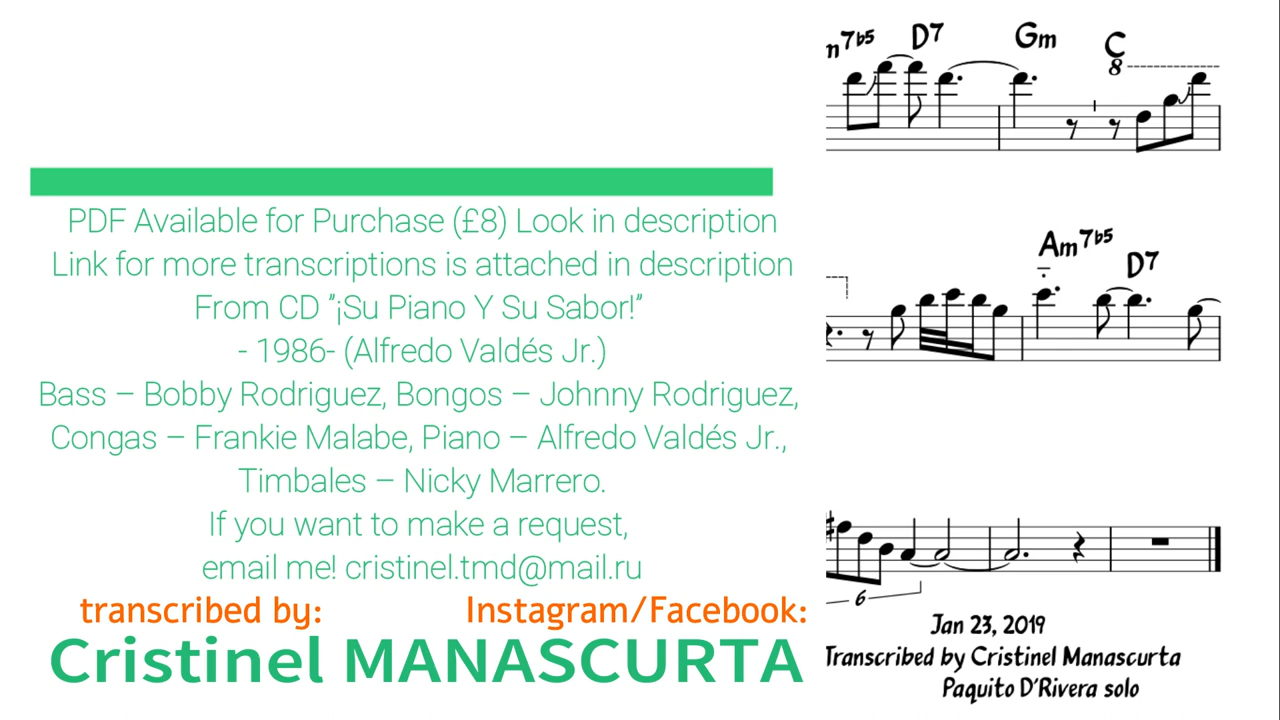 PDF Available for Purchase (£8) Look in description
Link for more transcriptions is attached in description
From CD "¡Su Piano Y Su Sabor!"
- 1986- (Alfredo Valdés Jr.)
Bass – Bobby Rodriguez, Bongos – Johnny Rodriguez,
Congas – Frankie Malabe, Piano – Alfredo Valdés Jr.,
Timbales – Nicky Marrero.
If you want to make a request,
email me! cristinel.tmd@mail.ru
transcribed by: Instagram/Facebook:
Cristinel MANASCURTA
m7b5 D7 Gm C
8
Am7b5
D7
6
Jan 23, 2019
Transcribed by Cristinel Manascurta
Paquito D'Rivera solo